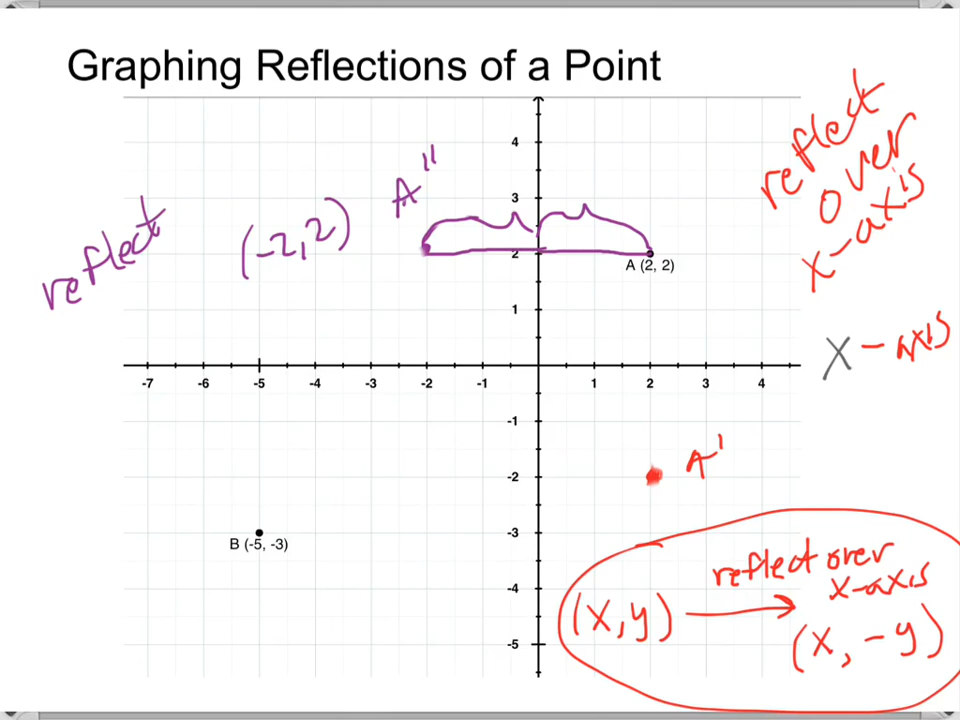 Graphing Reflections of a Point
reflect
over
x-axis
x-axis
reflect
(-2,2)
A''
A (2, 2)
4
3
2
1
-7 -6 -5 -4 -3 -2 -1 1 2 3 4
-1
-2
-3
-4
-5
A'
B (-5, -3)
reflect over
x-axis
(x,y)
(x,-y)